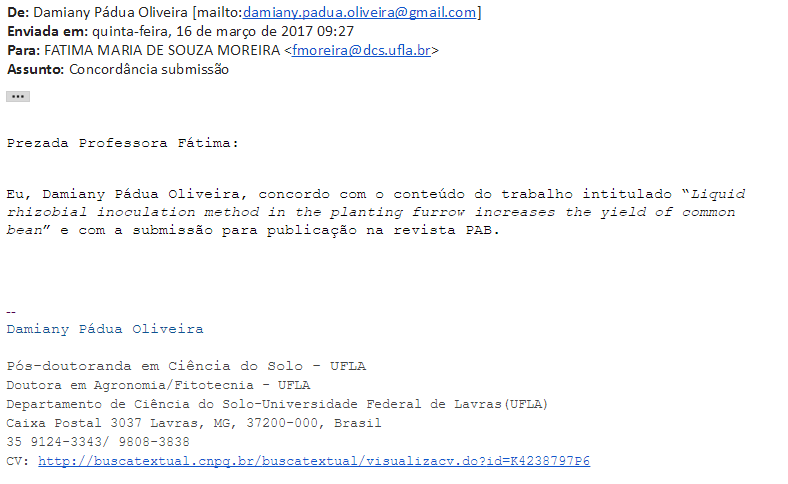 De: Damiany Pádua Oliveira [mailto:damiany.padua.oliveira@gmail.com]
Enviada em: quinta-feira, 16 de março de 2017 09:27
Para: FATIMA MARIA DE SOUZA MOREIRA <fmoreira@dcs.ufla.br>
Assunto: Concordância submissão
...
Prezada Professora Fátima:
Eu, Damiany Pádua Oliveira, concordo com o conteúdo do trabalho intitulado “Liquid
rhizobial inoculation method in the planting furrow increases the yield of common
bean” e com a submissão para publicação na revista PAB.
--
Damiany Pádua Oliveira
Pós-doutoranda em Ciência do Solo - UFLA
Doutora em Agronomia/Fitotecnia - UFLA
Departamento de Ciência do Solo-Universidade Federal de Lavras(UFLA)
Caixa Postal 3037 Lavras, MG, 37200-000, Brasil
35 9124-3343/ 9808-3838
CV: http://buscatextual.cnpq.br/buscatextual/visualizacv.do?id=K4238797P6